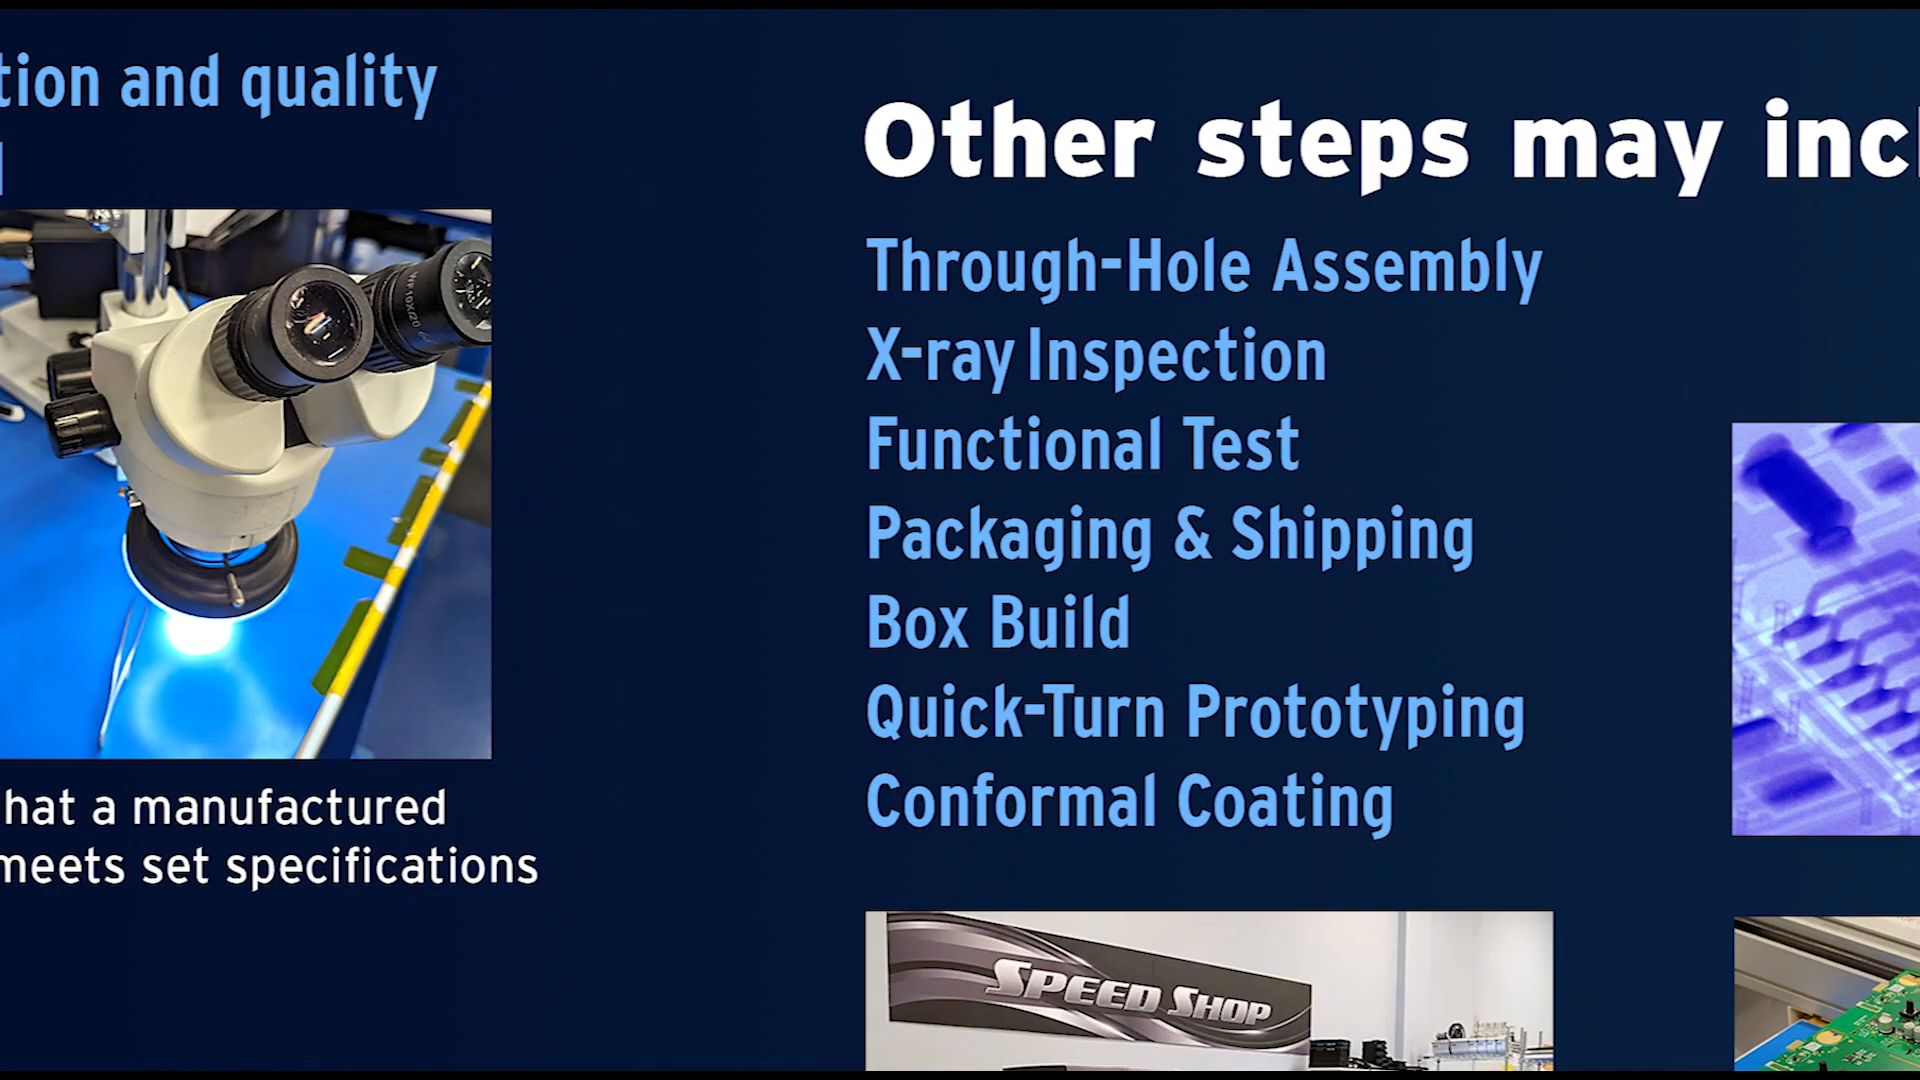 tion and quality
Other steps may incl
Through-Hole Assembly
X-ray Inspection
Functional Test
Packaging & Shipping
Box Build
Quick-Turn Prototyping
Conformal Coating
hat a manufactured
meets set specifications
SPEED SHOP